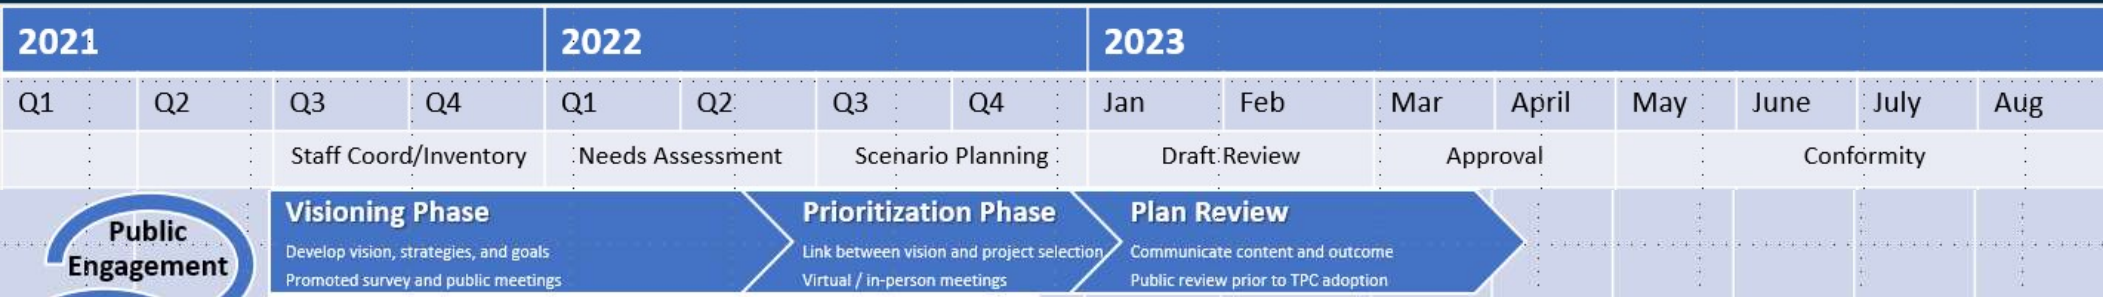 2021 2022 2023
Q1 Q2 Q3 Q4 Q1 Q2 Q3 Q4 Jan Feb Mar April May June July Aug
Staff Coord/Inventory Needs Assessment Scenario Planning Draft Review Approval Conformity
Public
Engagement
Visioning Phase
Develop vision, strategies, and goals
Promoted survey and public meetings
Prioritization Phase
Link between vision and project selection
Virtual / in-person meetings
Plan Review
Communicate content and outcome
Public review prior to TPC adoption